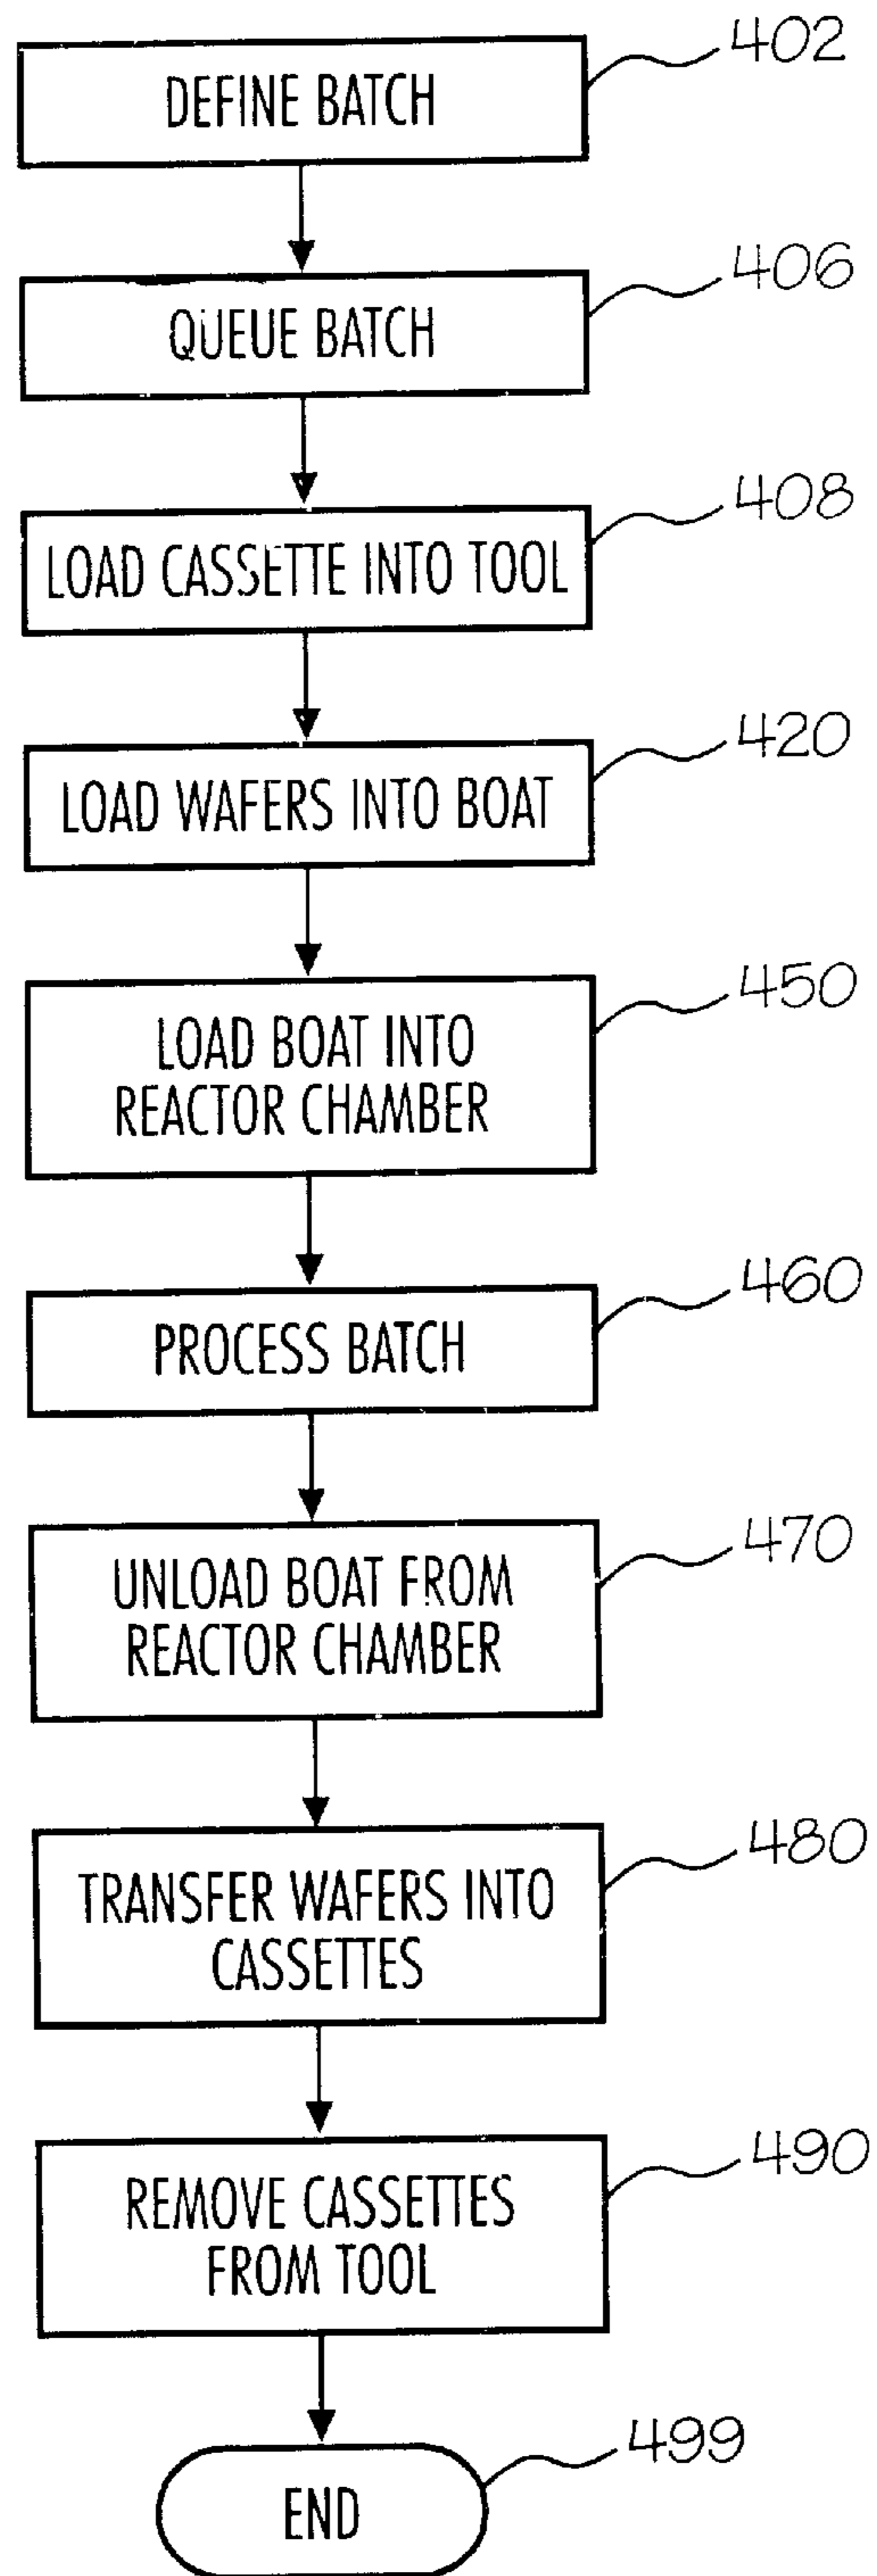 DEFINE BATCH
402
QUEUE BATCH
406
LOAD CASSETTE INTO TOOL
408
LOAD WAFERS INTO BOAT
420
LOAD BOAT INTO
REACTOR CHAMBER
450
PROCESS BATCH
460
UNLOAD BOAT FROM
REACTOR CHAMBER
470
TRANSFER WAFERS INTO
CASSETTES
480
REMOVE CASSETTES
FROM TOOL
490
END
499